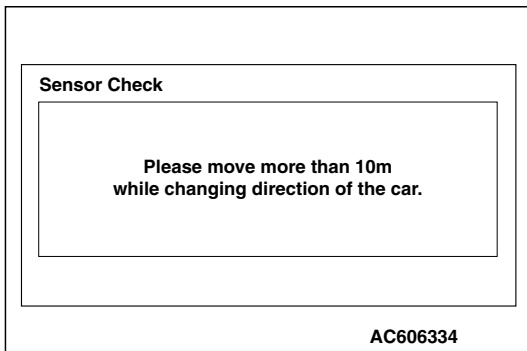 Sensor Check
Please move more than 10m
while changing direction of the car.
AC606334